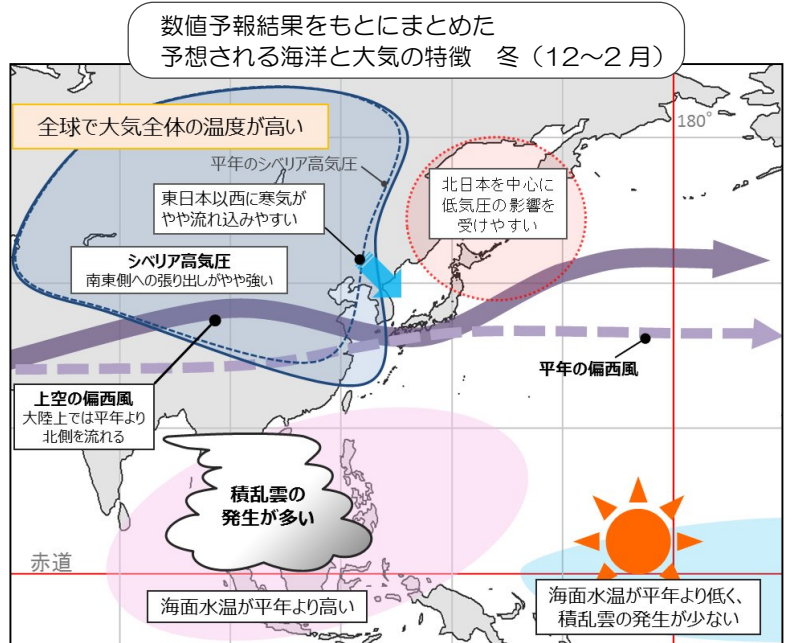 数値予報結果をもとにまとめた
予想される海洋と大気の特徴　冬（12～2月）
全球で大気全体の温度が高い
180°
平年のシベリア高気圧
東日本以西に寒気が
やや流れ込みやすい
北日本を中心に
低気圧の影響を
受けやすい
シベリア高気圧
南東側への張り出しがやや強い
平年の偏西風
上空の偏西風
大陸上では平年より
北側を流れる
積乱雲の
発生が多い
赤道
海面水温が平年より高い
海面水温が平年より低く、
積乱雲の発生が少ない